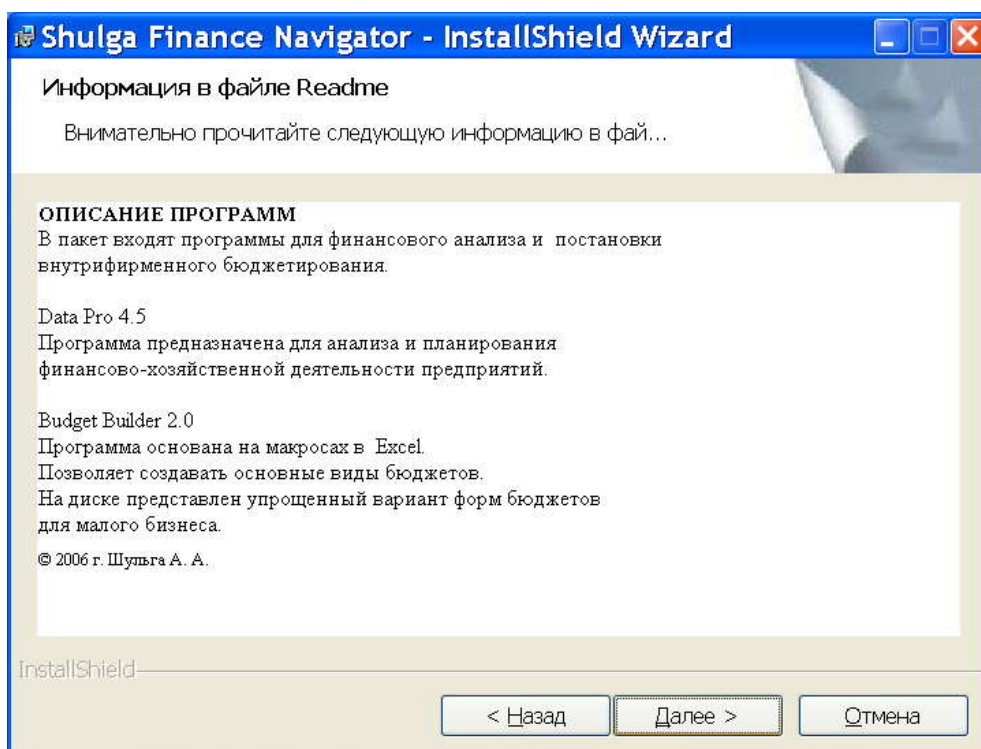 Shulga Finance Navigator - InstallShield Wizard
Информация в файле Readme
Внимательно прочитайте следующую информацию в фай...
ОПИСАНИЕ ПРОГРАММ
В пакет входят программы для финансового анализа и постановки
внутрифирменного бюджетирования.
Data Pro 4.5
Программа предназначена для анализа и планирования
финансово-хозяйственной деятельности предприятий.
Budget Builder 2.0
Программа основана на макросах в Excel.
Позволяет создавать основные виды бюджетов.
На диске представлен упрощенный вариант форм бюджетов
для малого бизнеса.
© 2006 г. Шульга А. А.
InstallShield
< Назад
Далее >
Отмена